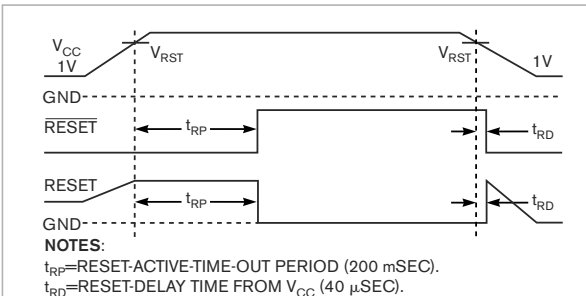 VCC
1V
VRST
VRST
1V
GND
RESET
tRP
tRD
RESET
tRP
tRD
GND
NOTES:
tRP=RESET-ACTIVE-TIME-OUT PERIOD (200 mSEC).
tRD=RESET-DELAY TIME FROM VCC (40 μSEC).